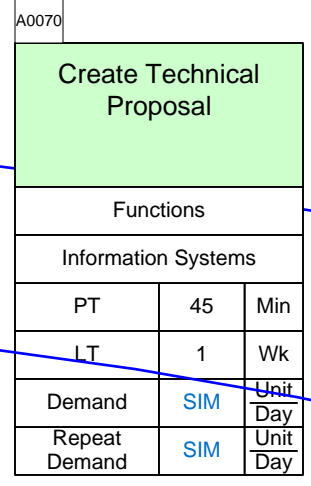 A0070
Create Technical
Proposal
Functions
Information Systems
PT 45 Min
LT 1 Wk
Demand SIM Unit
Day
Repeat
Demand SIM Unit
Day